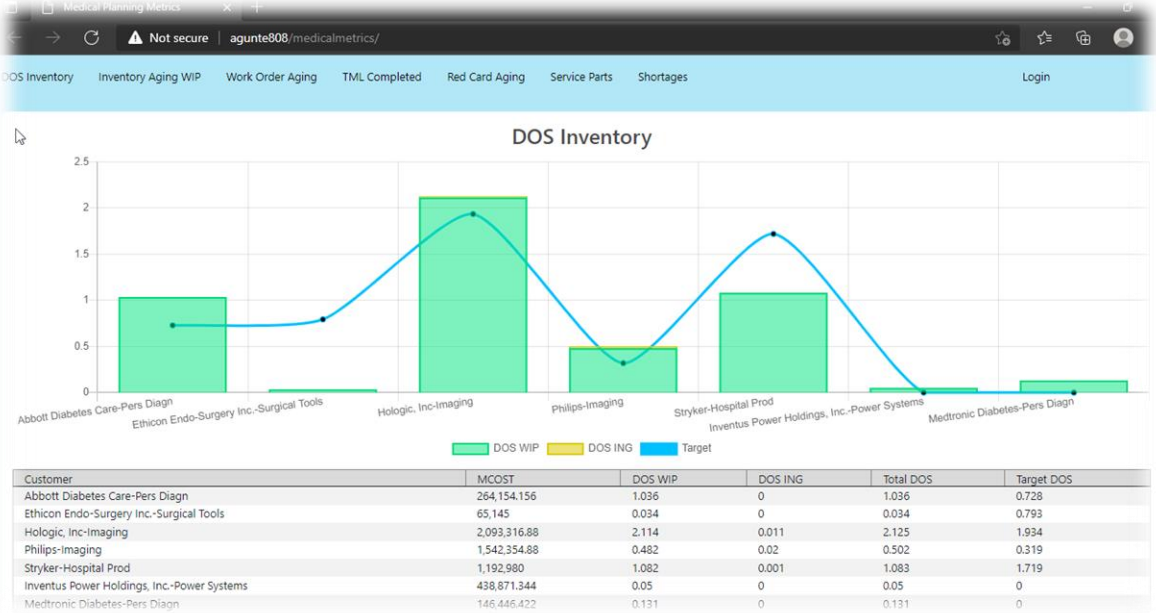 Medical Planning Metrics
Not secure agunte808/medicalmetrics/
DOS Inventory Inventory Aging WIP Work Order Aging TML Completed Red Card Aging Service Parts Shortages Login
DOS Inventory
2.5
2
1.5
1
0.5
0
Abbott Diabetes Care-Pers Diagn
Ethicon Endo-Surgery Inc.-Surgical Tools
Hologic, Inc-Imaging
Philips-Imaging
Stryker-Hospital Prod
Inventus Power Holdings, Inc.-Power Systems
Medtronic Diabetes-Pers Diagn
DOS WIP DOS ING Target
Customer MCOST DOS WIP DOS ING Total DOS Target DOS
Abbott Diabetes Care-Pers Diagn 264,154.156 1.036 0 1.036 0.728
Ethicon Endo-Surgery Inc.-Surgical Tools 65,145 0.034 0 0.034 0.793
Hologic, Inc-Imaging 2,093,316.88 2.114 0.011 2.125 1.934
Philips-Imaging 1,542,354.88 0.482 0.02 0.502 0.319
Stryker-Hospital Prod 1,192,980 1.082 0.001 1.083 1.719
Inventus Power Holdings, Inc.-Power Systems 438,871.344 0.05 0 0.05 0
Medtronic Diabetes-Pers Diagn 146,446.422 0.131 0 0.131 0